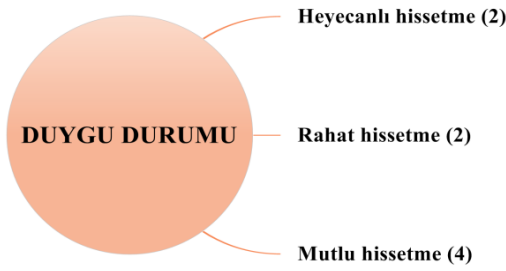 Heyecanlı hissetme (2)
DUYGU DURUMU
Rahat hissetme (2)
Mutlu hissetme (4)